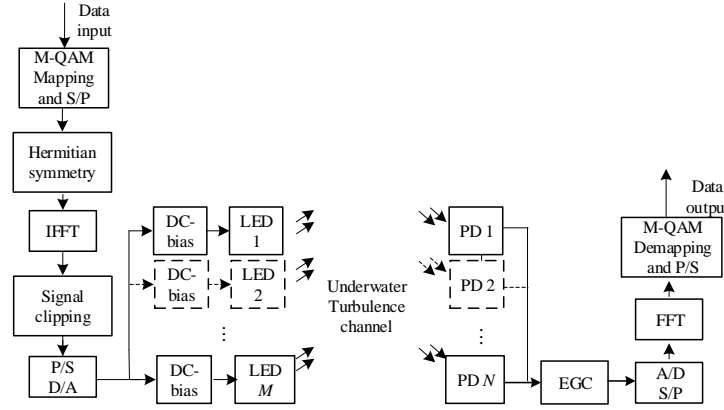 Data
input
M-QAM
Mapping
and S/P
Hermitian
symmetry
IFFT
Signal
clipping
P/S
D/A
DC-
bias
LED
1
DC-
bias
LED
2
⋮
DC-
bias
LED
M
Underwater
Turbulence
channel
PD 1
PD 2
⋮
PD N
EGC
A/D
S/P
FFT
M-QAM
Demapping
and P/S
Data
output